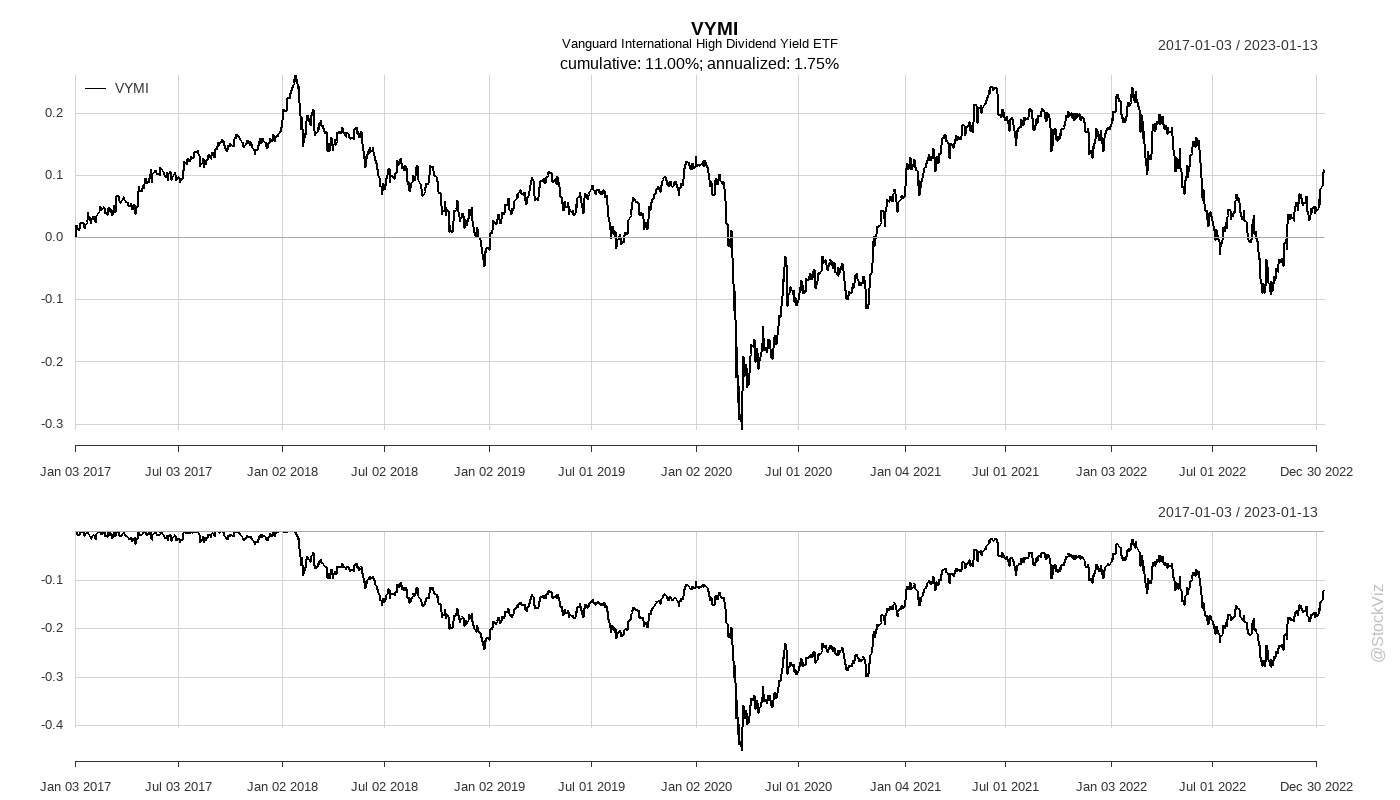 VYMI
Vanguard International High Dividend Yield ETF
2017-01-03 / 2023-01-13
cumulative: 11.00%; annualized: 1.75%
VYMI
0.2
0.1
0.0
-0.1
-0.2
-0.3
Jan 03 2017 Jul 03 2017 Jan 02 2018 Jul 02 2018 Jan 02 2019 Jul 01 2019 Jan 02 2020 Jul 01 2020 Jan 04 2021 Jul 01 2021 Jan 03 2022 Jul 01 2022 Dec 30 2022
2017-01-03 / 2023-01-13
-0.1
-0.2
-0.3
-0.4
Jan 03 2017 Jul 03 2017 Jan 02 2018 Jul 02 2018 Jan 02 2019 Jul 01 2019 Jan 02 2020 Jul 01 2020 Jan 04 2021 Jul 01 2021 Jan 03 2022 Jul 01 2022 Dec 30 2022
@StockViz